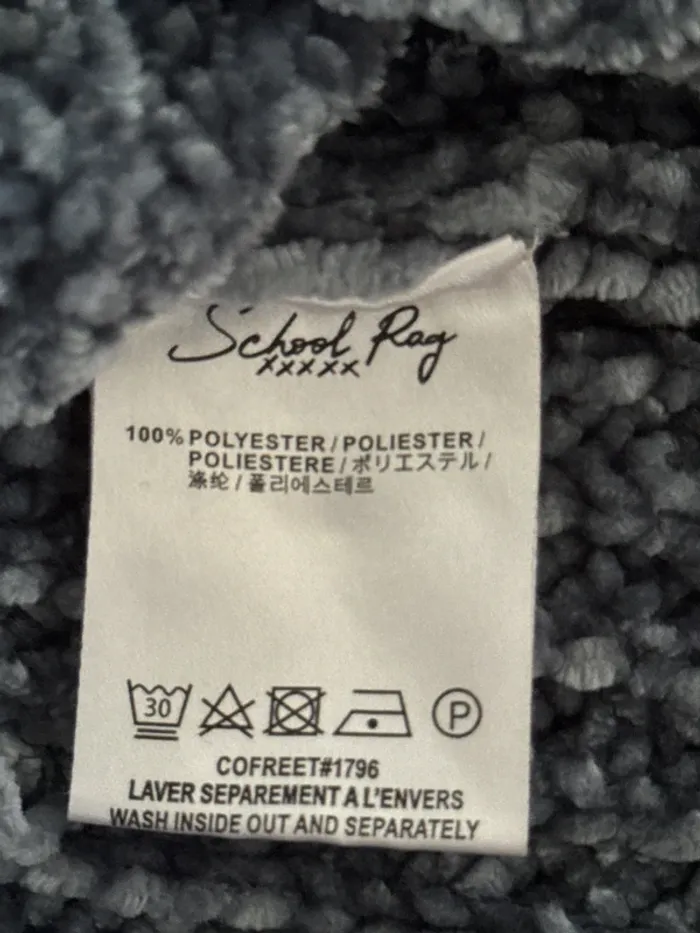 School Rag
xxxxx
100% POLYESTER / POLIESTER /
POLIESTERE / ポリエステル /
涤纶 / 폴리에스테르
30
P
COFREET#1796
LAVER SEPAREMENT A L'ENVERS
WASH INSIDE OUT AND SEPARATELY